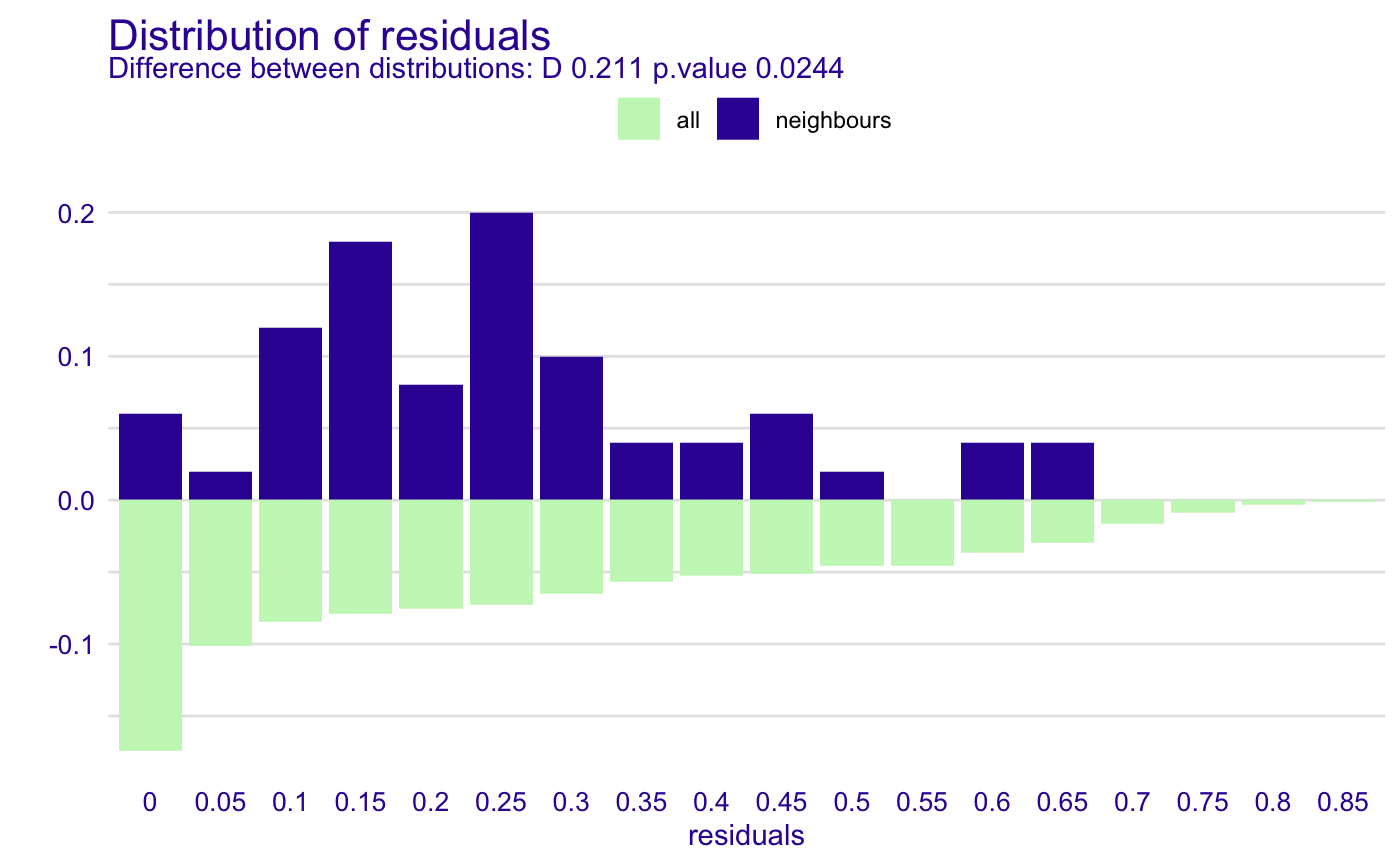 Distribution of residuals
Difference between distributions: D 0.211 p.value 0.0244
all neighbours
0.2
0.1
0.0
-0.1
0 0.05 0.1 0.15 0.2 0.25 0.3 0.35 0.4 0.45 0.5 0.55 0.6 0.65 0.7 0.75 0.8 0.85
residuals